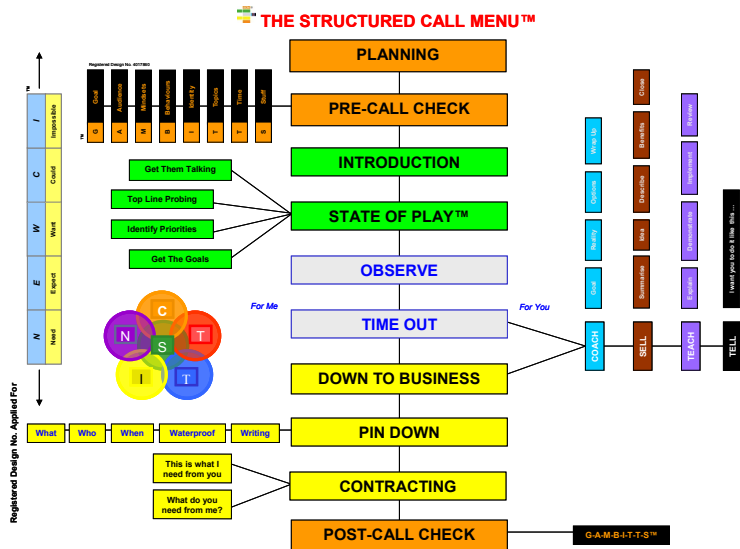 THE STRUCTURED CALL MENU™
PLANNING
Registered Design No. 4017960
Goal
Audience
Mindsets
Behaviours
Identity
Topics
Time
Stuff
G
A
M
B
I
T
T
S
™
PRE-CALL CHECK
INTRODUCTION
Get Them Talking
Top Line Probing
Identify Priorities
Get The Goals
STATE OF PLAY™
OBSERVE
For Me
For You
TIME OUT
DOWN TO BUSINESS
What
Who
When
Waterproof
Writing
PIN DOWN
This is what I
need from you
What do you
need from me?
CONTRACTING
POST-CALL CHECK
G-A-M-B-I-T-T-S™
™
I
Impossible
C
Could
W
Want
E
Expect
N
Need
Registered Design No. Applied For
C
N
T
S
I
T
Wrap Up
Options
Reality
Goal
COACH
Close
Benefits
Describe
Idea
Summarise
SELL
Review
Implement
Demonstrate
Explain
TEACH
I want you to do it like this ...
TELL